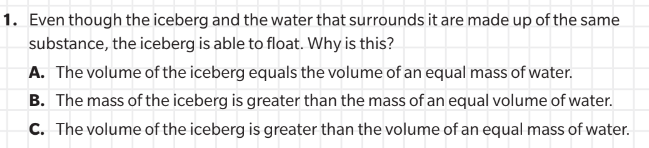 1. Even though the iceberg and the water that surrounds it are made up of the same
substance, the iceberg is able to float. Why is this?
A. The volume of the iceberg equals the volume of an equal mass of water.
B. The mass of the iceberg is greater than the mass of an equal volume of water.
C. The volume of the iceberg is greater than the volume of an equal mass of water.